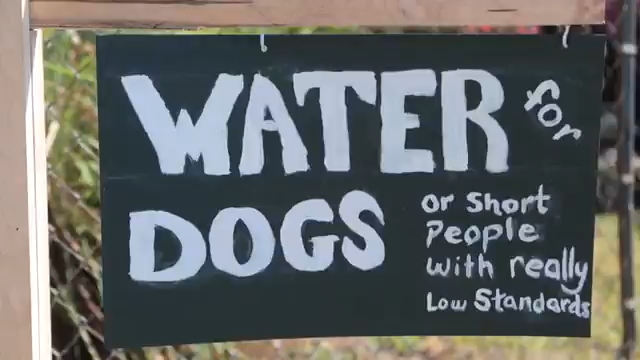 WATER for
DOGS
or Short
People
with really
Low Standards